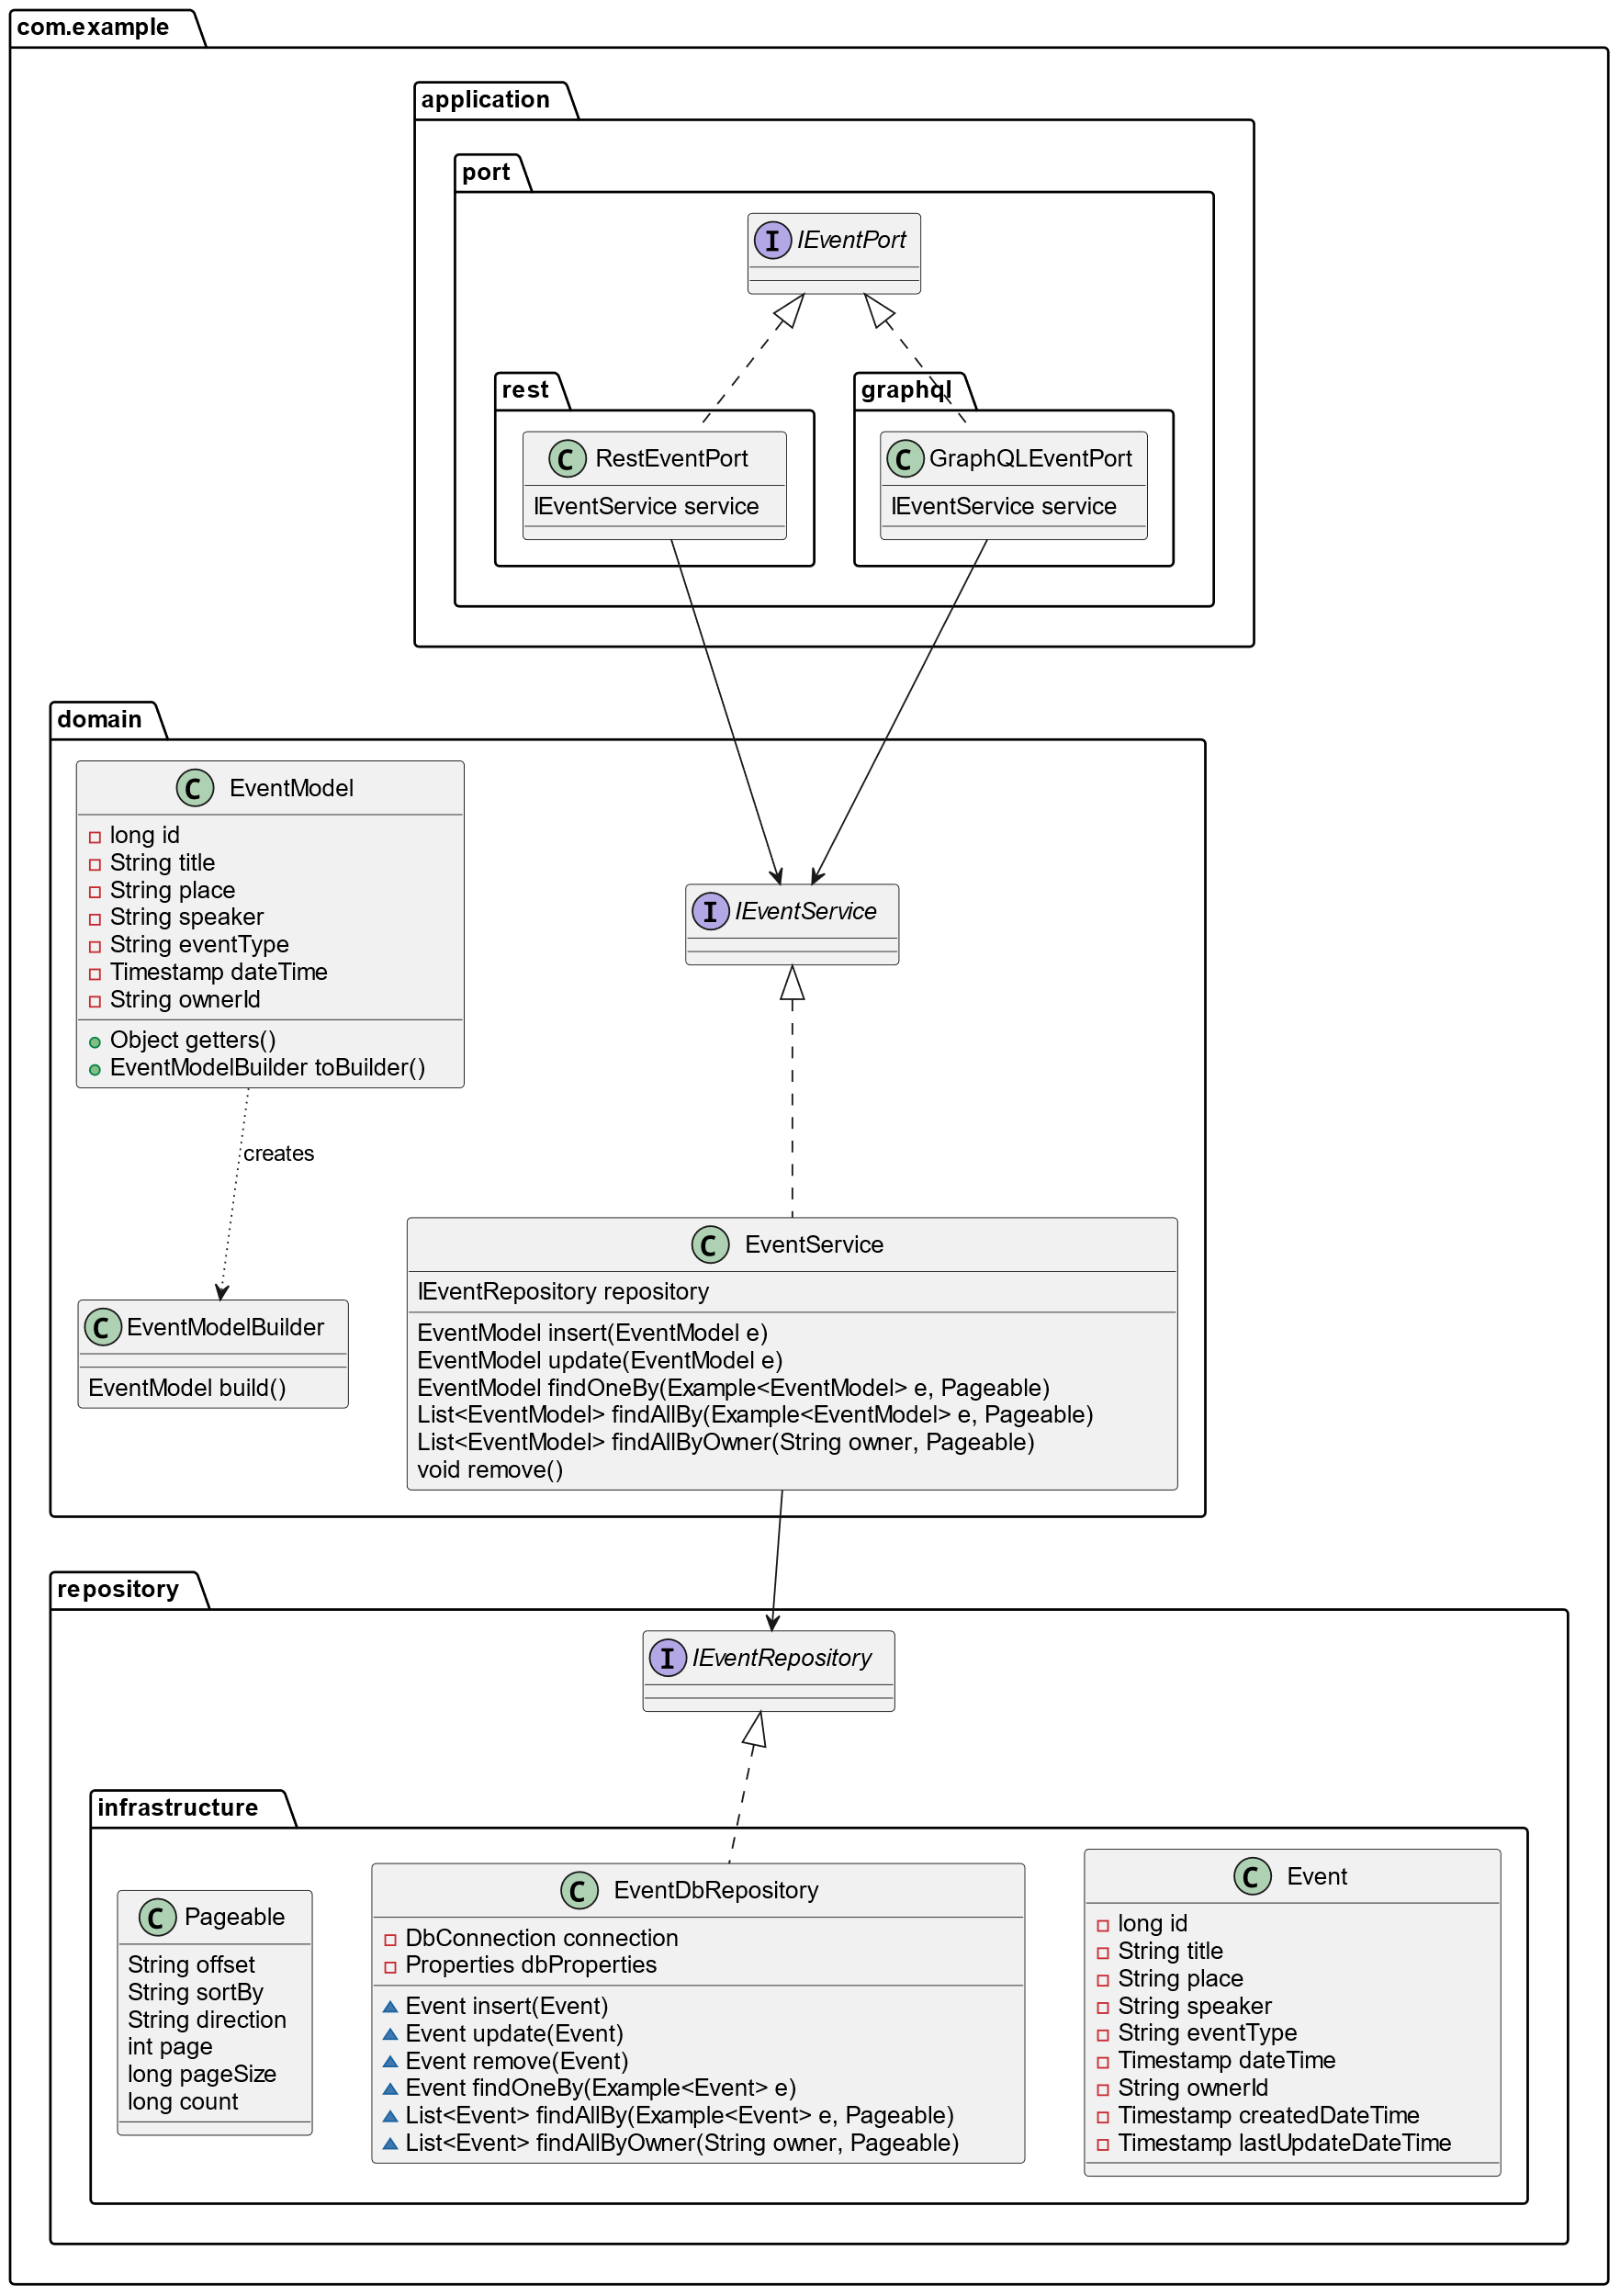 com.example
application
port
I IEventPort
rest
graphql
C RestEventPort
IEventService service
C GraphQLEventPort
IEventService service
domain
C EventModel
long id
String title
String place
String speaker
String eventType
Timestamp dateTime
String ownerId
Object getters()
EventModelBuilder toBuilder()
I IEventService
creates
C EventModelBuilder
EventModel build()
C EventService
IEventRepository repository
EventModel insert(EventModel e)
EventModel update(EventModel e)
EventModel findOneBy(Example<EventModel> e, Pageable)
List<EventModel> findAllBy(Example<EventModel> e, Pageable)
List<EventModel> findAllByOwner(String owner, Pageable)
void remove()
repository
I IEventRepository
infrastructure
C Pageable
String offset
String sortBy
String direction
int page
long pageSize
long count
C EventDbRepository
DbConnection connection
Properties dbProperties
Event insert(Event)
Event update(Event)
Event remove(Event)
Event findOneBy(Example<Event> e)
List<Event> findAllBy(Example<Event> e, Pageable)
List<Event> findAllByOwner(String owner, Pageable)
C Event
long id
String title
String place
String speaker
String eventType
Timestamp dateTime
String ownerId
Timestamp createdDateTime
Timestamp lastUpdateDateTime